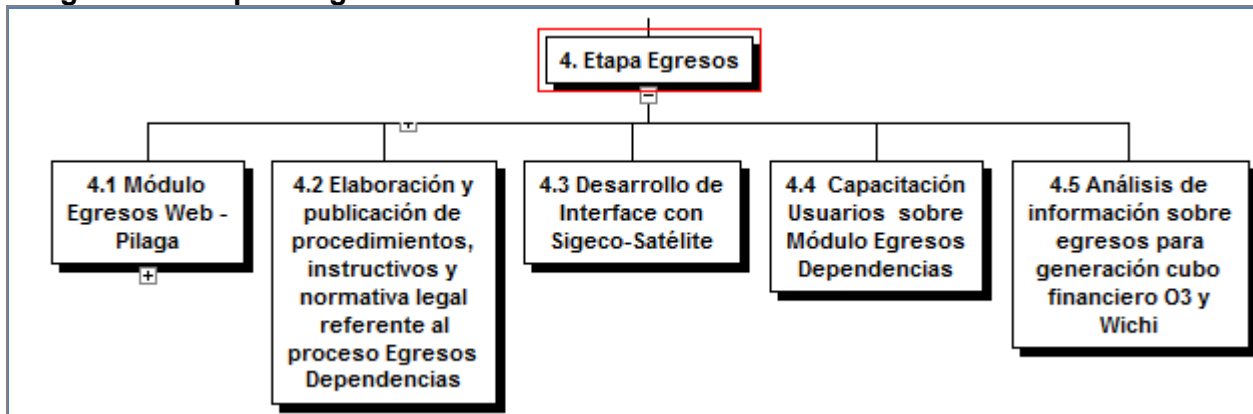 4. Etapa Egresos
4.1 Módulo
Egresos Web -
Pilaga
4.2 Elaboración y
publicación de
procedimientos,
instructivos y
normativa legal
referente al
proceso Egresos
Dependencias
4.3 Desarrollo de
Interface con
Sigeco-Satélite
4.4 Capacitación
Usuarios sobre
Módulo Egresos
Dependencias
4.5 Análisis de
información sobre
egresos para
generación cubo
financiero O3 y
Wichi